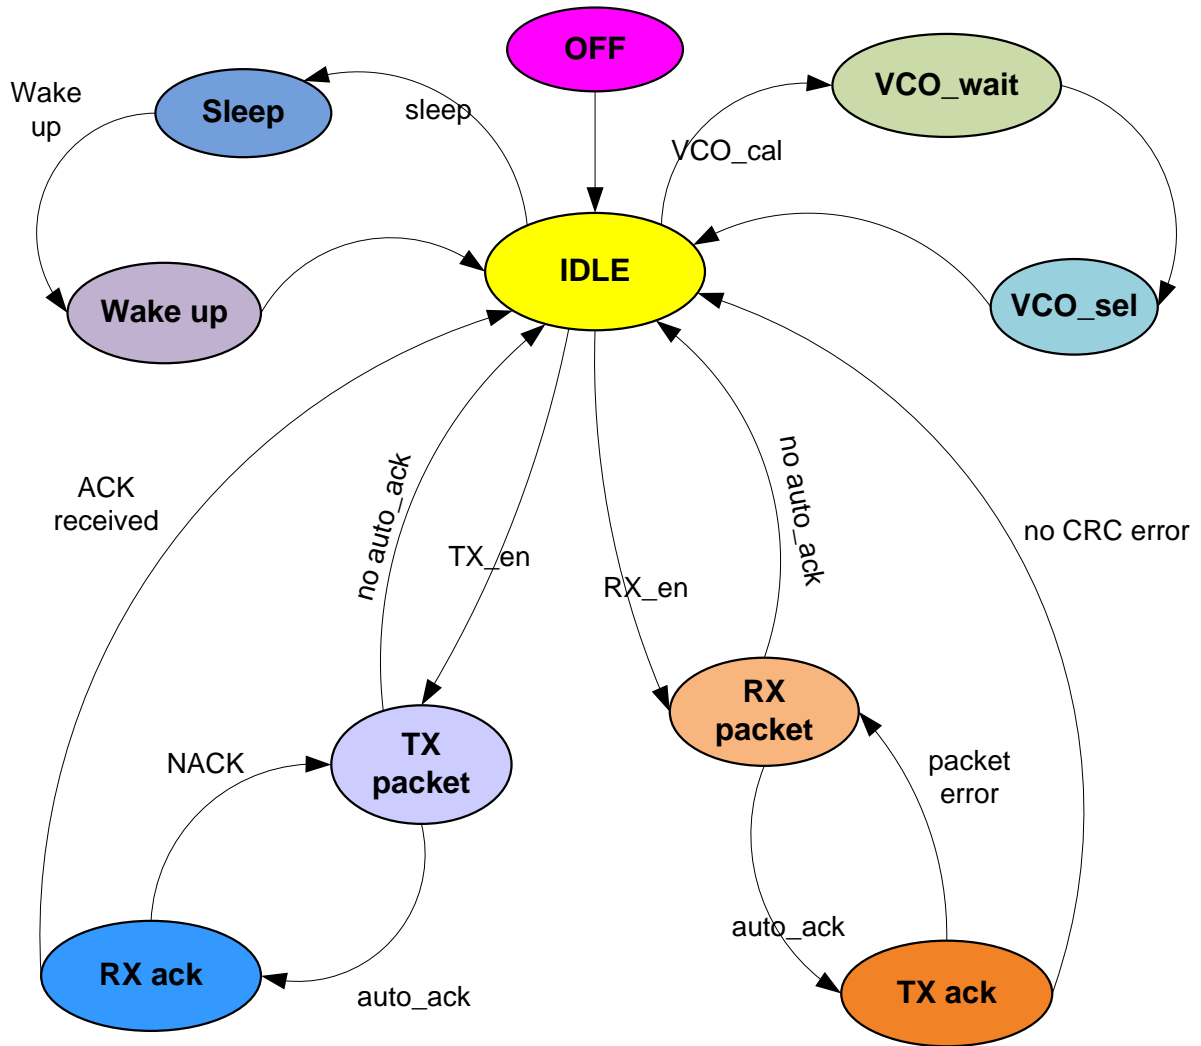 OFF
VCO_wait
Wake
up
Sleep
sleep
VCO_cal
IDLE
Wake up
VCO_sel
ACK
received
no auto_ack
TX_en
RX_en
no auto_ack
no CRC error
RX
packet
TX
packet
NACK
packet
error
auto_ack
RX ack
auto_ack
TX ack